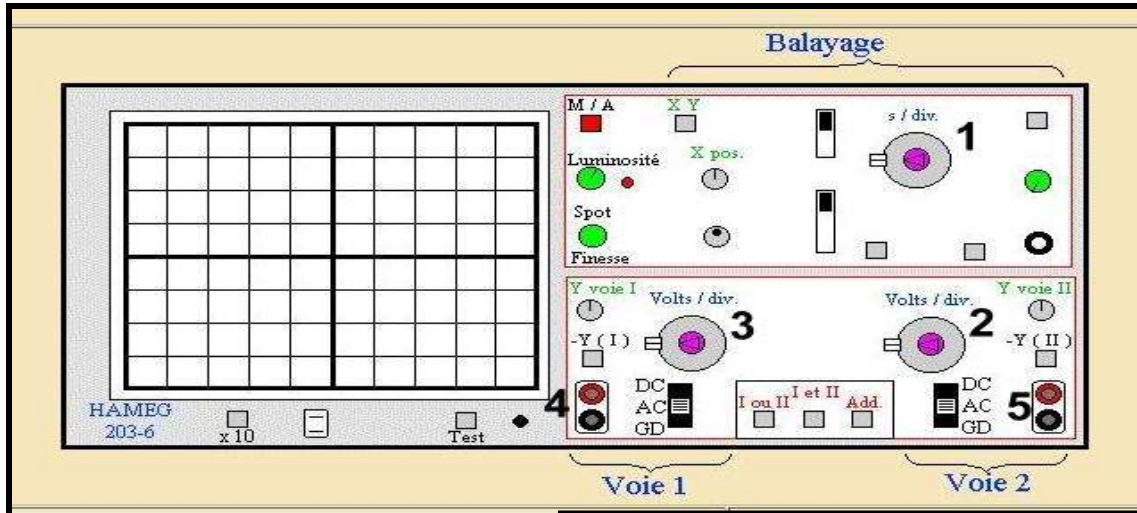 Balayage
M / A
X Y
s / div.
1
Luminosité
X pos.
Spot
Finesse
Y voie I
Volts / div.
3
Volts / div.
2
Y voie II
-Y ( I )
-Y ( II )
4
DC
AC
GD
I ou II
I et II
Add.
DC
AC
GD
5
HAMEG
203-6
x 10
Test
Voie 1
Voie 2